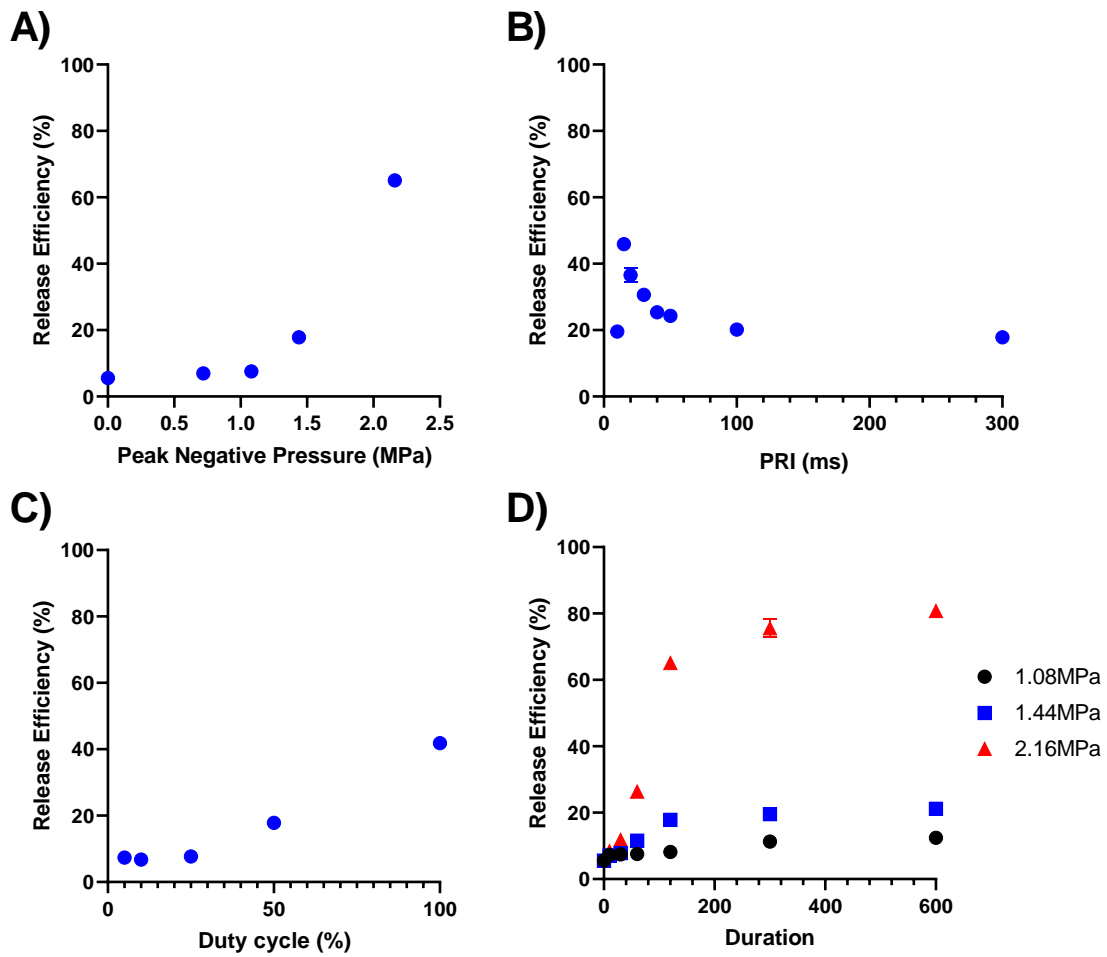 A)
Release Efficiency (%)
100
80
60
40
20
0
0.0 0.5 1.0 1.5 2.0 2.5
Peak Negative Pressure (MPa)
B)
Release Efficiency (%)
100
80
60
40
20
0
0 100 200 300
PRI (ms)
C)
Release Efficiency (%)
100
80
60
40
20
0
0 50 100
Duty cycle (%)
D)
Release Efficiency (%)
100
80
60
40
20
0
0 200 400 600
Duration
1.08MPa
1.44MPa
2.16MPa